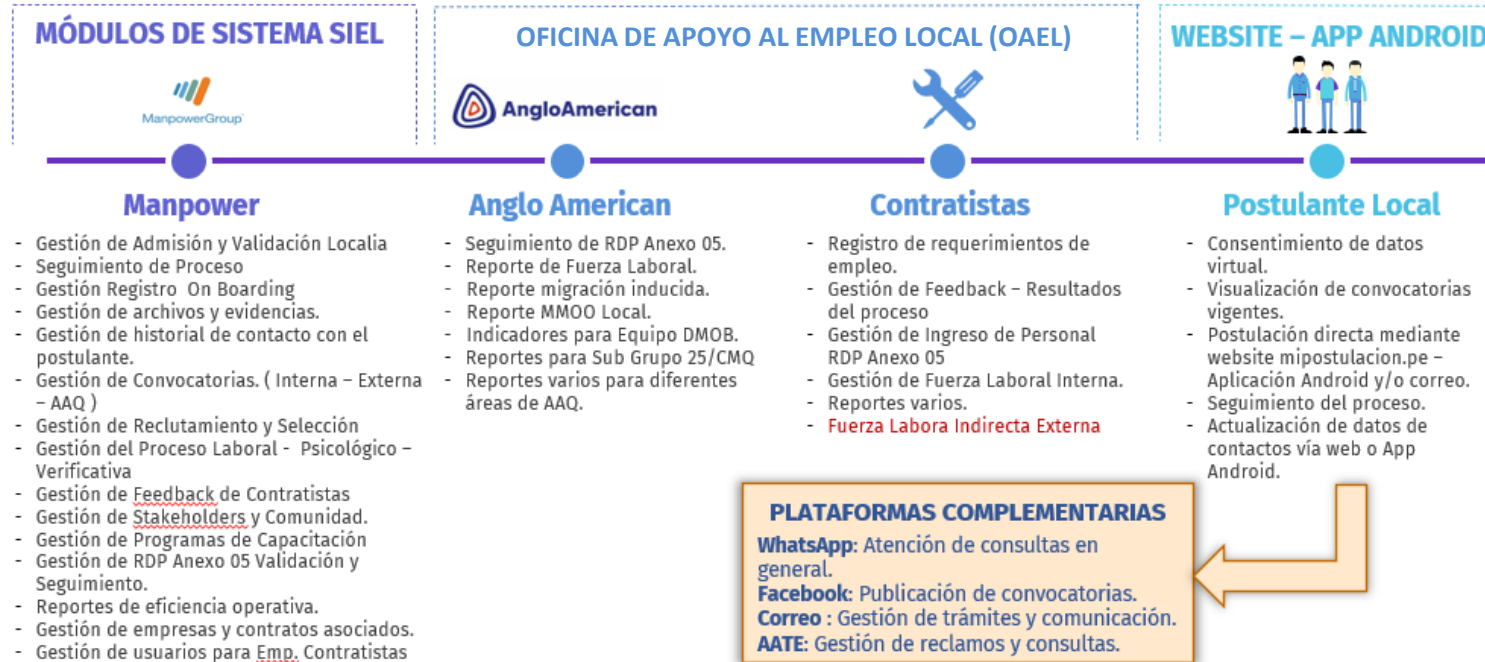 MÓDULOS DE SISTEMA SIEL
ManpowerGroup
OFICINA DE APOYO AL EMPLEO LOCAL (OAEL)
AngloAmerican
WEBSITE – APP ANDROID
Manpower
- Gestión de Admisión y Validación Localia
- Seguimiento de Proceso
- Gestión Registro On Boarding
- Gestión de archivos y evidencias.
- Gestión de historial de contacto con el
postulante.
- Gestión de Convocatorias. ( Interna – Externa
– AAQ )
- Gestión de Reclutamiento y Selección
- Gestión del Proceso Laboral - Psicológico –
Verificativa
- Gestión de Feedback de Contratistas
- Gestión de Stakeholders y Comunidad.
- Gestión de Programas de Capacitación
- Gestión de RDP Anexo 05 Validación y
Seguimiento.
- Reportes de eficiencia operativa.
- Gestión de empresas y contratos asociados.
- Gestión de usuarios para Emp. Contratistas
Anglo American
- Seguimiento de RDP Anexo 05.
- Reporte de Fuerza Laboral.
- Reporte migración inducida.
- Reporte MMOO Local.
- Indicadores para Equipo DMOB.
- Reportes para Sub Grupo 25/CMQ
- Reportes varios para diferentes
áreas de AAQ.
Contratistas
- Registro de requerimientos de
empleo.
- Gestión de Feedback – Resultados
del proceso
- Gestión de Ingreso de Personal
RDP Anexo 05
- Gestión de Fuerza Laboral Interna.
- Reportes varios.
- Fuerza Labora Indirecta Externa
Postulante Local
- Consentimiento de datos
virtual.
- Visualización de convocatorias
vigentes.
- Postulación directa mediante
website mipostulacion.pe –
Aplicación Android y/o correo.
- Seguimiento del proceso.
- Actualización de datos de
contactos vía web o App
Android.
PLATAFORMAS COMPLEMENTARIAS
WhatsApp: Atención de consultas en
general.
Facebook: Publicación de convocatorias.
Correo : Gestión de trámites y comunicación.
AATE: Gestión de reclamos y consultas.